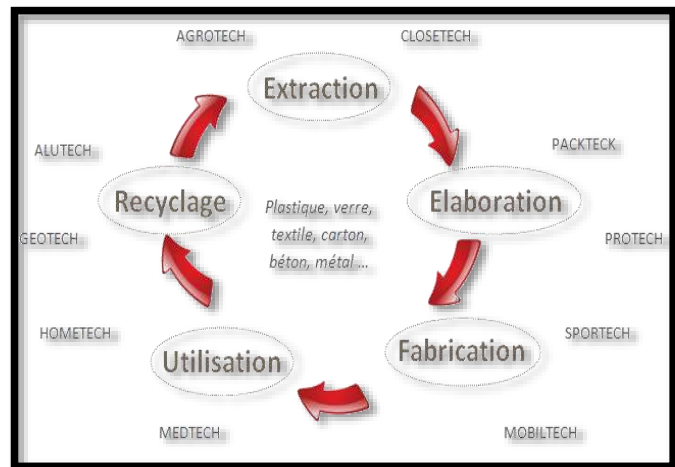 AGROTECH
CLOSETECH
Extraction
ALUTECH
PACKTECK
Recyclage
Elaboration
Plastique, verre,
textile, carton,
béton, métal ...
GEOTECH
PROTECH
HOMETECH
SPORTECH
Utilisation
Fabrication
MEDTECH
MOBILTECH